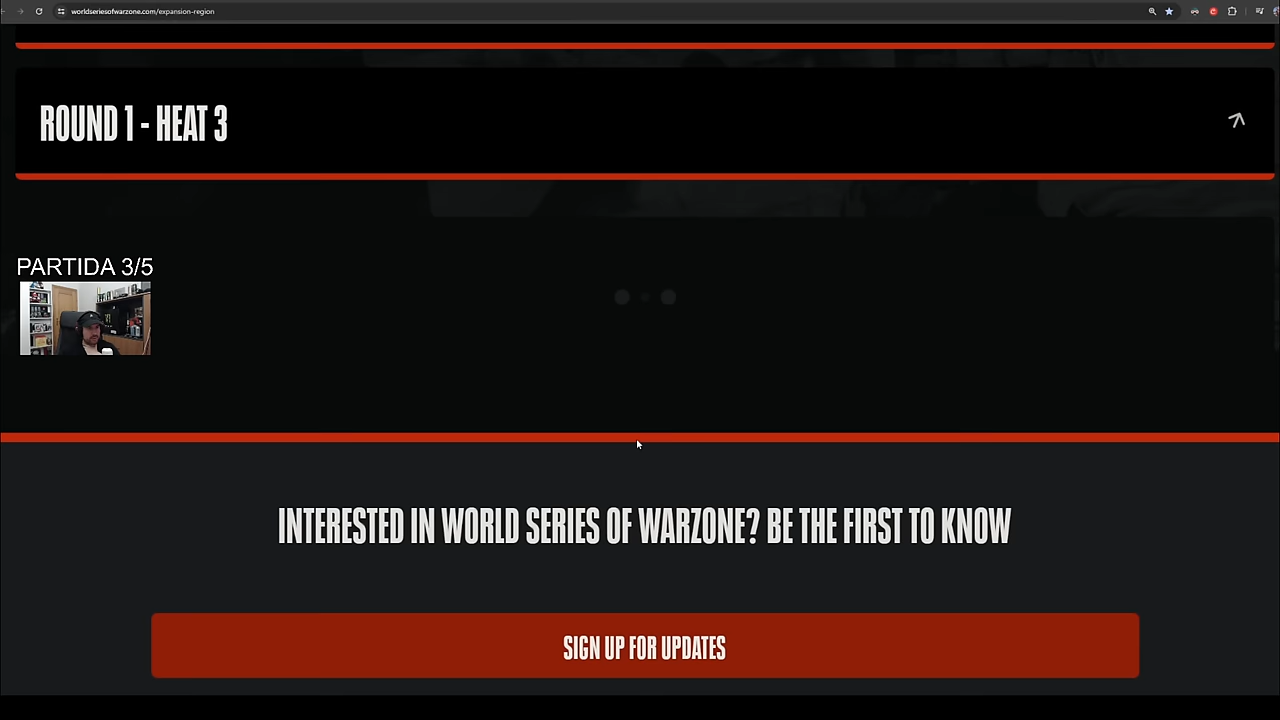 worldseriesofwarzone.com/expansion-region
ROUND 1 - HEAT 3
PARTIDA 3/5
INTERESTED IN WORLD SERIES OF WARZONE? BE THE FIRST TO KNOW
SIGN UP FOR UPDATES